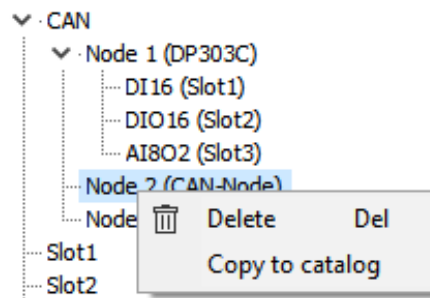 CAN
Node 1 (DP303C)
DI16 (Slot1)
DIO16 (Slot2)
AI8O2 (Slot3)
Node 2 (CAN-Node)
Node
Delete Del
Slot1
Copy to catalog
Slot2